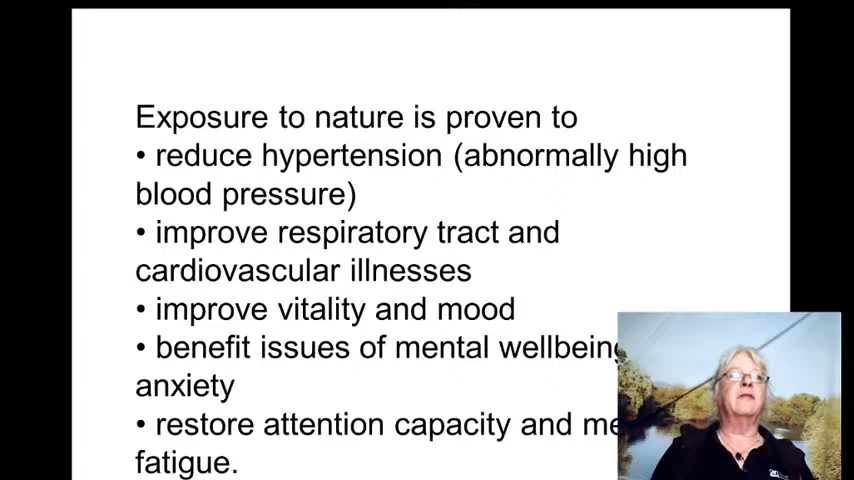 Exposure to nature is proven to
• reduce hypertension (abnormally high
blood pressure)
• improve respiratory tract and
cardiovascular illnesses
• improve vitality and mood
• benefit issues of mental wellbeing
anxiety
• restore attention capacity and
fatigue.